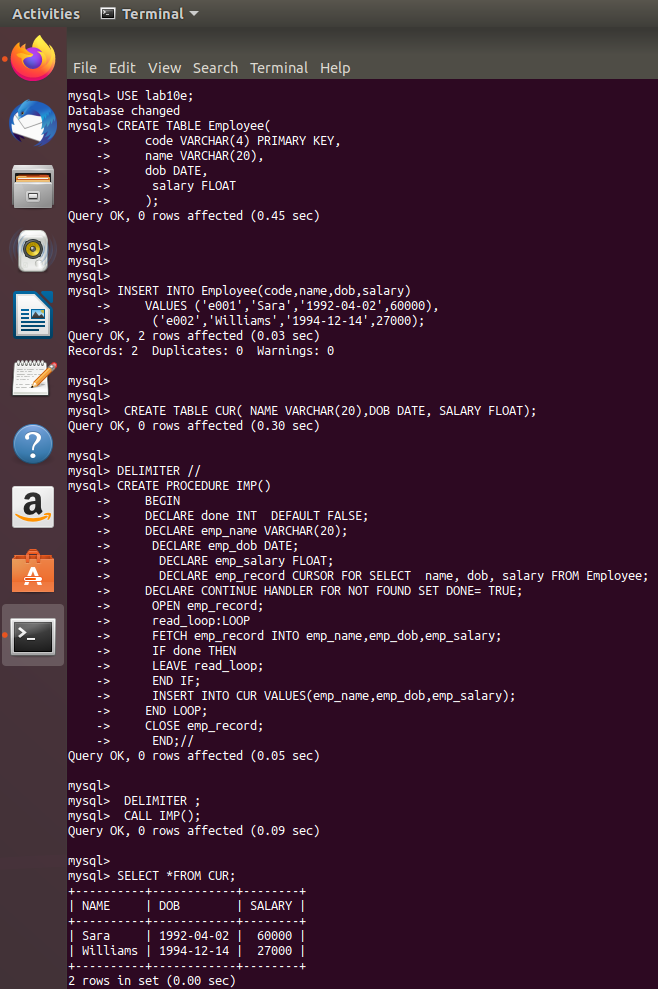 Activities Terminal
File Edit View Search Terminal Help
mysql> USE lab10e;
Database changed
mysql> CREATE TABLE Employee(
    ->     code VARCHAR(4) PRIMARY KEY,
    ->     name VARCHAR(20),
    ->     dob DATE,
    ->      salary FLOAT
    ->     );
Query OK, 0 rows affected (0.45 sec)

mysql>
mysql>
mysql>
mysql> INSERT INTO Employee(code,name,dob,salary)
    ->     VALUES ('e001','Sara','1992-04-02',60000),
    ->      ('e002','Williams','1994-12-14',27000);
Query OK, 2 rows affected (0.03 sec)
Records: 2  Duplicates: 0  Warnings: 0

mysql>
mysql>
mysql>  CREATE TABLE CUR( NAME VARCHAR(20),DOB DATE, SALARY FLOAT);
Query OK, 0 rows affected (0.30 sec)

mysql>
mysql> DELIMITER //
mysql> CREATE PROCEDURE IMP()
    ->     BEGIN
    ->     DECLARE done INT  DEFAULT FALSE;
    ->     DECLARE emp_name VARCHAR(20);
    ->      DECLARE emp_dob DATE;
    ->       DECLARE emp_salary FLOAT;
    ->       DECLARE emp_record CURSOR FOR SELECT  name, dob, salary FROM Employee;
    ->     DECLARE CONTINUE HANDLER FOR NOT FOUND SET DONE= TRUE;
    ->      OPEN emp_record;
    ->      read_loop:LOOP
    ->      FETCH emp_record INTO emp_name,emp_dob,emp_salary;
    ->      IF done THEN
    ->      LEAVE read_loop;
    ->      END IF;
    ->      INSERT INTO CUR VALUES(emp_name,emp_dob,emp_salary);
    ->     END LOOP;
    ->     CLOSE emp_record;
    ->      END;//
Query OK, 0 rows affected (0.05 sec)

mysql>
mysql>  DELIMITER ;
mysql>  CALL IMP();
Query OK, 0 rows affected (0.09 sec)

mysql>
mysql> SELECT *FROM CUR;
+----------+------------+--------+
| NAME     | DOB        | SALARY |
+----------+------------+--------+
| Sara     | 1992-04-02 |  60000 |
| Williams | 1994-12-14 |  27000 |
+----------+------------+--------+
2 rows in set (0.00 sec)